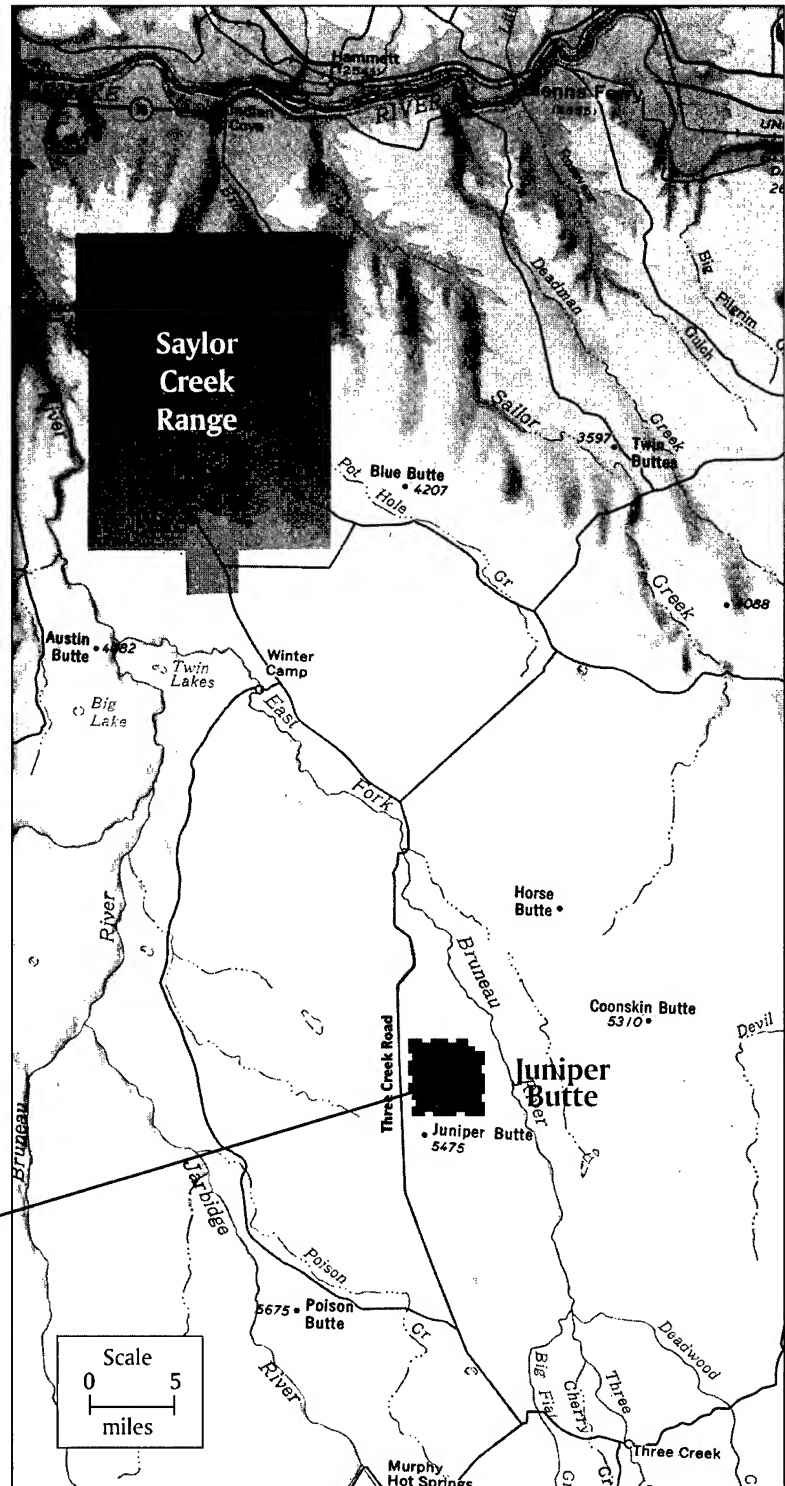 Hammett
RIVER
Saylor
Creek
Range
River
Deadman
Creek
Big
Pilgrim
Gulch
Sailor
3597
Twin
Buttes
Blue Butte
4207
Pot
Hole
Cr
Creek
4088
Austin
Butte
Twin
Lakes
Big
Lake
Winter
Camp
East
Fork
Horse
Butte
River
Bruneau
Coonskin Butte
5310
Devil
Three Creek Road
Juniper
Butte
River
Juniper Butte
5475
Bruneau
Jarbidge
Poison
5675
Poison
Butte
Cr
River
Deadwood
Big
Cherry
Three
Three Creek
Scale
0 5
miles
Murphy
Hot Springs
Cr